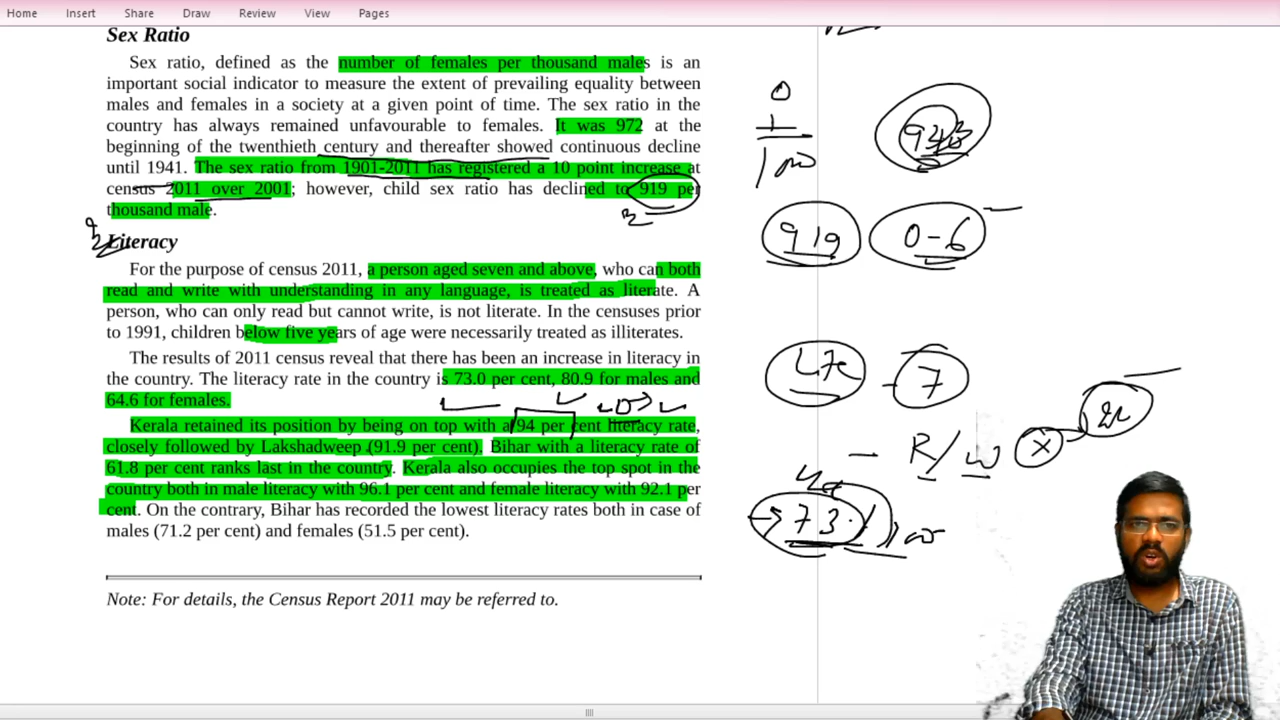 Home Insert Share Draw Review View Pages
Sex Ratio
Sex ratio, defined as the number of females per thousand males is an
important social indicator to measure the extent of prevailing equality between
males and females in a society at a given point of time. The sex ratio in the
country has always remained unfavourable to females. It was 972 at the
beginning of the twenthieth century and thereafter showed continuous decline
until 1941. The sex ratio from 1901-2011 has registered a 10 point increase at
census 2011 over 2001; however, child sex ratio has declined to 919 per
thousand male.
Literacy
For the purpose of census 2011, a person aged seven and above, who can both
read and write with understanding in any language, is treated as literate. A
person, who can only read but cannot write, is not literate. In the censuses prior
to 1991, children below five years of age were necessarily treated as illiterates.
The results of 2011 census reveal that there has been an increase in literacy in
the country. The literacy rate in the country is 73.0 per cent, 80.9 for males and
64.6 for females.
Kerala retained its position by being on top with a 94 per cent literacy rate,
closely followed by Lakshadweep (91.9 per cent). Bihar with a literacy rate of
61.8 per cent ranks last in the country. Kerala also occupies the top spot in the
country both in male literacy with 96.1 per cent and female literacy with 92.1 per
cent. On the contrary, Bihar has recorded the lowest literacy rates both in case of
males (71.2 per cent) and females (51.5 per cent).
Note: For details, the Census Report 2011 may be referred to.
919 0-6
7
R/w X
73